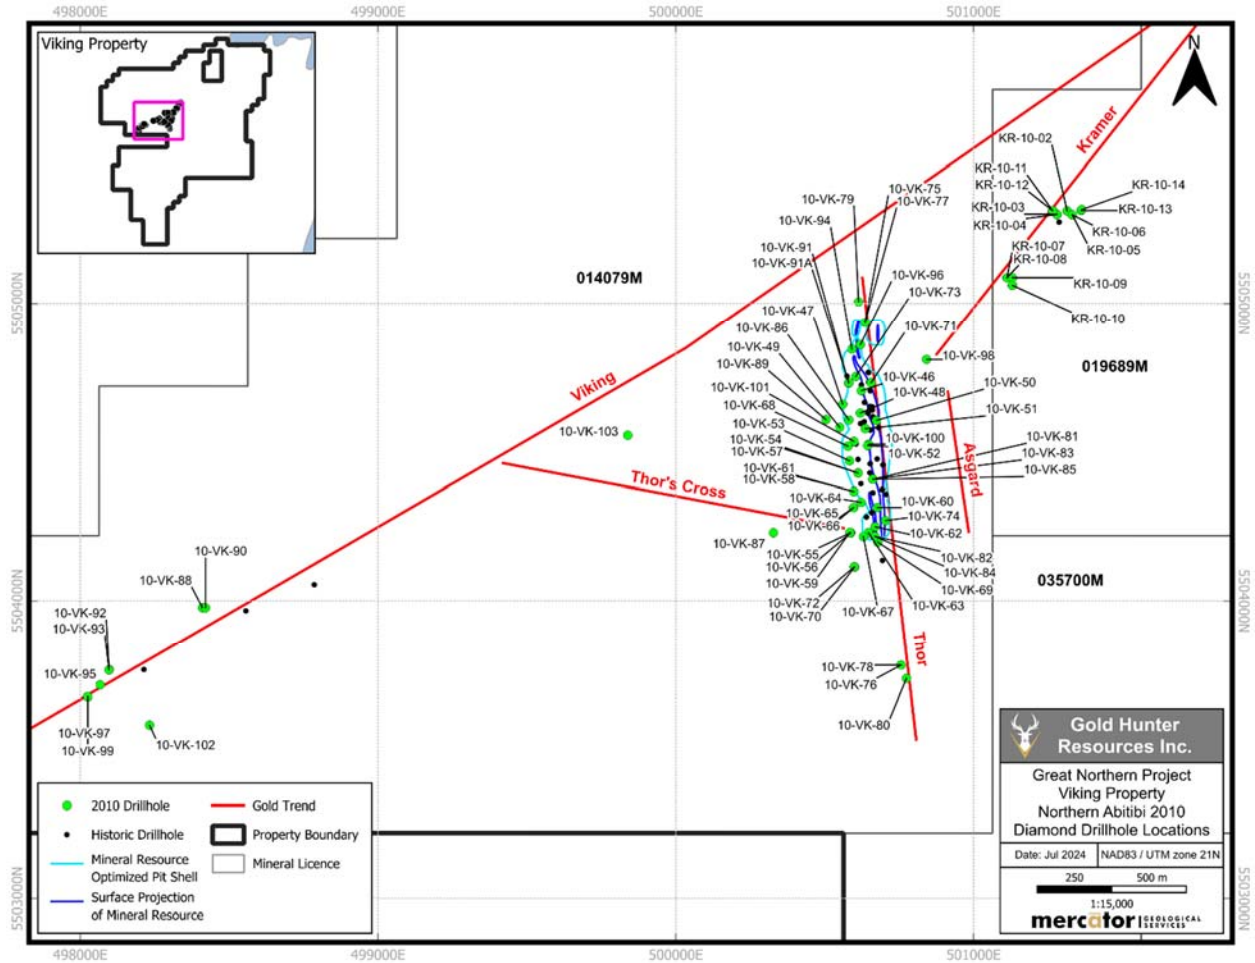 498000E
499000E
500000E
501000E
Viking Property
N
Kramer
KR-10-02
KR-10-11
KR-10-12
KR-10-14
KR-10-03
KR-10-13
KR-10-04
KR-10-06
KR-10-05
KR-10-07
KR-10-08
KR-10-09
KR-10-10
10-VK-79
10-VK-75
10-VK-77
10-VK-94
10-VK-91
10-VK-91A
10-VK-96
10-VK-73
014079M
5505000N
5505000N
10-VK-47
10-VK-86
10-VK-71
10-VK-49
10-VK-98
10-VK-89
019689M
10-VK-46
10-VK-50
10-VK-101
10-VK-48
10-VK-68
10-VK-51
Viking
10-VK-53
10-VK-103
10-VK-54
10-VK-100
10-VK-81
10-VK-57
10-VK-52
10-VK-83
10-VK-61
10-VK-85
10-VK-58
Asgard
Thor's Cross
10-VK-64
10-VK-60
10-VK-65
10-VK-74
10-VK-66
10-VK-62
10-VK-87
10-VK-55
10-VK-82
10-VK-56
10-VK-84
10-VK-59
10-VK-69
035700M
10-VK-72
10-VK-63
10-VK-70
10-VK-67
5504000N
5504000N
10-VK-90
10-VK-88
10-VK-92
10-VK-93
10-VK-95
10-VK-97
10-VK-99
10-VK-102
Thor
10-VK-78
10-VK-76
10-VK-80
2010 Drillhole
Gold Trend
Historic Drillhole
Property Boundary
Mineral Resource
Optimized Pit Shell
Mineral Licence
Surface Projection
of Mineral Resource
Gold Hunter
Resources Inc.
Great Northern Project
Viking Property
Northern Abitibi 2010
Diamond Drillhole Locations
Date: Jul 2024
NAD83 / UTM zone 21N
250 500 m
1:15,000
mercātor GEOLOGICAL SERVICES
5503000N
5503000N
498000E
499000E
500000E
501000E